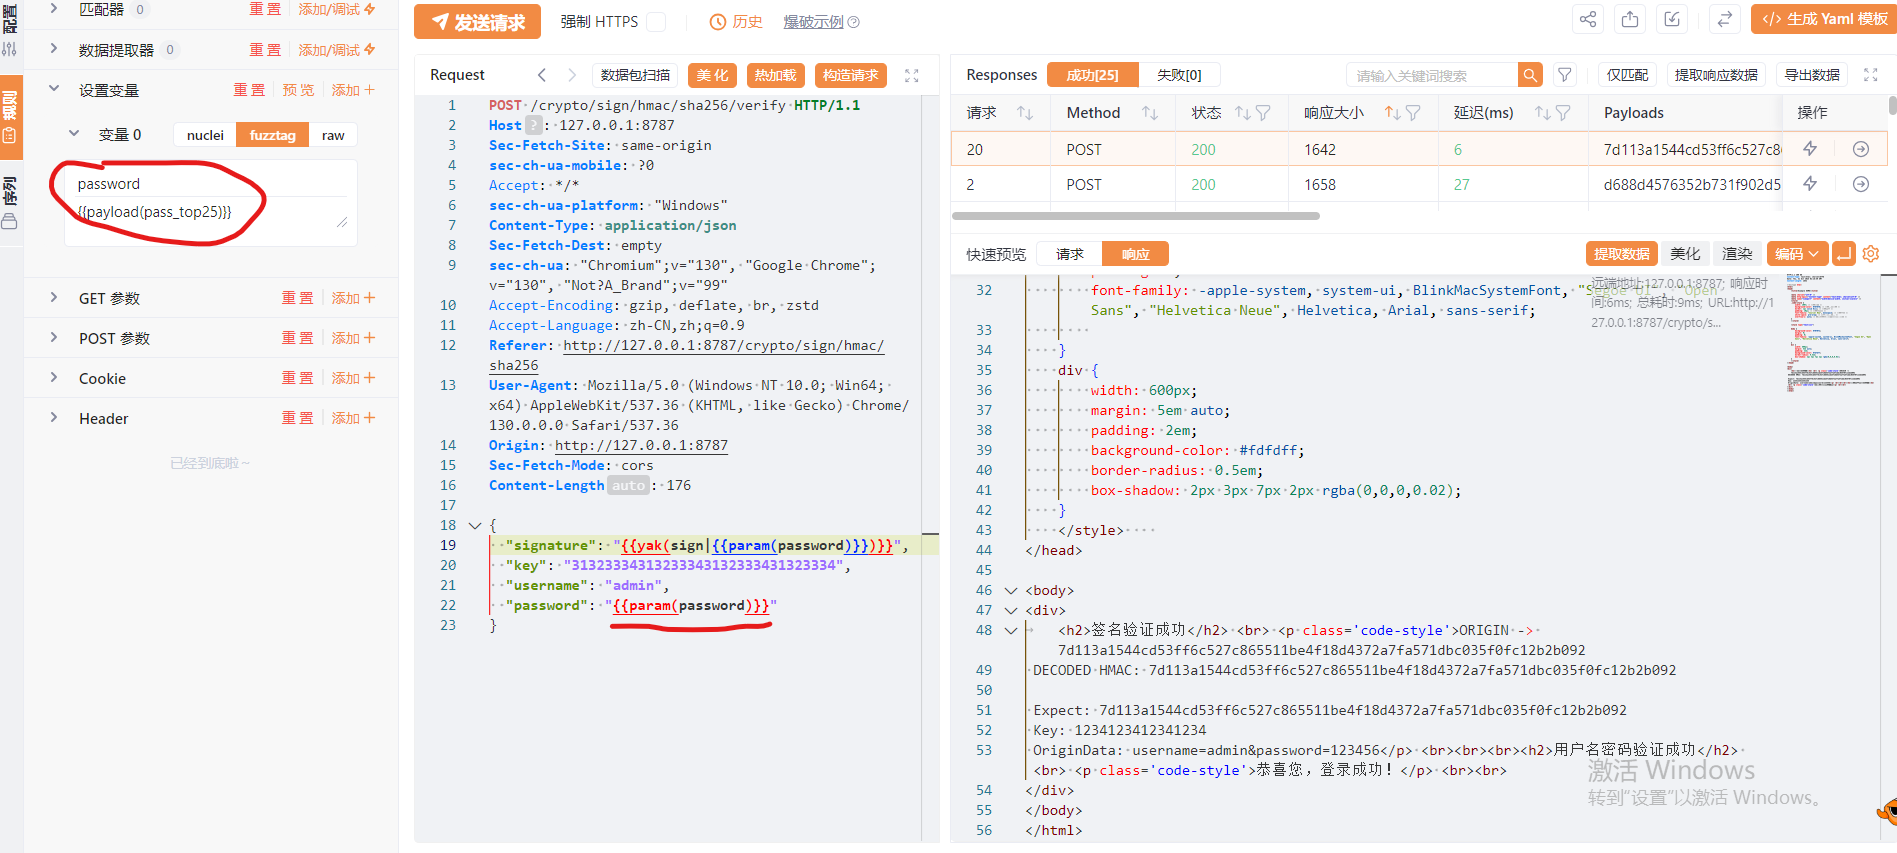 配置
规则
序列
匹配器 0 重置 添加/调试
数据提取器 0 重置 添加/调试
设置变量 重置 预览 添加
变量 0 nuclei fuzztag raw
password
{{payload(pass_top25)}}
GET 参数 重置 添加
POST 参数 重置 添加
Cookie 重置 添加
Header 重置 添加
已经到底啦～
发送请求 强制 HTTPS 历史 爆破示例
生成 Yaml 模板
Request 数据包扫描 美化 热加载 构造请求
1 POST /crypto/sign/hmac/sha256/verify HTTP/1.1
2 Host ? : 127.0.0.1:8787
3 Sec-Fetch-Site: same-origin
4 sec-ch-ua-mobile: ?0
5 Accept: */*
6 sec-ch-ua-platform: "Windows"
7 Content-Type: application/json
8 Sec-Fetch-Dest: empty
9 sec-ch-ua: "Chromium";v="130", "Google Chrome";
v="130", "Not?A_Brand";v="99"
10 Accept-Encoding: gzip, deflate, br, zstd
11 Accept-Language: zh-CN,zh;q=0.9
12 Referer: http://127.0.0.1:8787/crypto/sign/hmac/
sha256
13 User-Agent: Mozilla/5.0 (Windows NT 10.0; Win64;
x64) AppleWebKit/537.36 (KHTML, like Gecko) Chrome/
130.0.0.0 Safari/537.36
14 Origin: http://127.0.0.1:8787
15 Sec-Fetch-Mode: cors
16 Content-Length auto : 176
17
18 {
19 "signature": "{{yak(sign|{{param(password)}})}}",
20 "key": "31323334313233343132333431323334",
21 "username": "admin",
22 "password": "{{param(password)}}"
23 }
Responses 成功[25] 失败[0] 请输入关键词搜索 仅匹配 提取响应数据 导出数据
请求 Method 状态 响应大小 延迟(ms) Payloads 操作
20 POST 200 1642 6 7d113a1544cd53ff6c527c8
2 POST 200 1658 27 d688d4576352b731f902d5
快速预览 请求 响应 提取数据 美化 渲染 编码
远端地址:127.0.0.1:8787; 响应时
间:6ms; 总耗时:9ms; URL:http://1
27.0.0.1:8787/crypto/s...
32 font-family: -apple-system, system-ui, BlinkMacSystemFont, "Segoe UI", "Open
Sans", "Helvetica Neue", Helvetica, Arial, sans-serif;
33
34 }
35 div {
36 width: 600px;
37 margin: 5em auto;
38 padding: 2em;
39 background-color: #fdfdff;
40 border-radius: 0.5em;
41 box-shadow: 2px 3px 7px 2px rgba(0,0,0,0.02);
42 }
43 </style>
44 </head>
45
46 <body>
47 <div>
48 <h2>签名验证成功</h2> <br> <p class='code-style'>ORIGIN ->
7d113a1544cd53ff6c527c865511be4f18d4372a7fa571dbc035f0fc12b2b092
49 DECODED HMAC: 7d113a1544cd53ff6c527c865511be4f18d4372a7fa571dbc035f0fc12b2b092
50
51 Expect: 7d113a1544cd53ff6c527c865511be4f18d4372a7fa571dbc035f0fc12b2b092
52 Key: 1234123412341234
53 OriginData: username=admin&password=123456</p> <br><br><br><h2>用户名密码验证成功</h2>
<br> <p class='code-style'>恭喜您，登录成功！</p> <br><br>
54 </div>
55 </body>
56 </html>
激活 Windows
转到“设置”以激活 Windows。